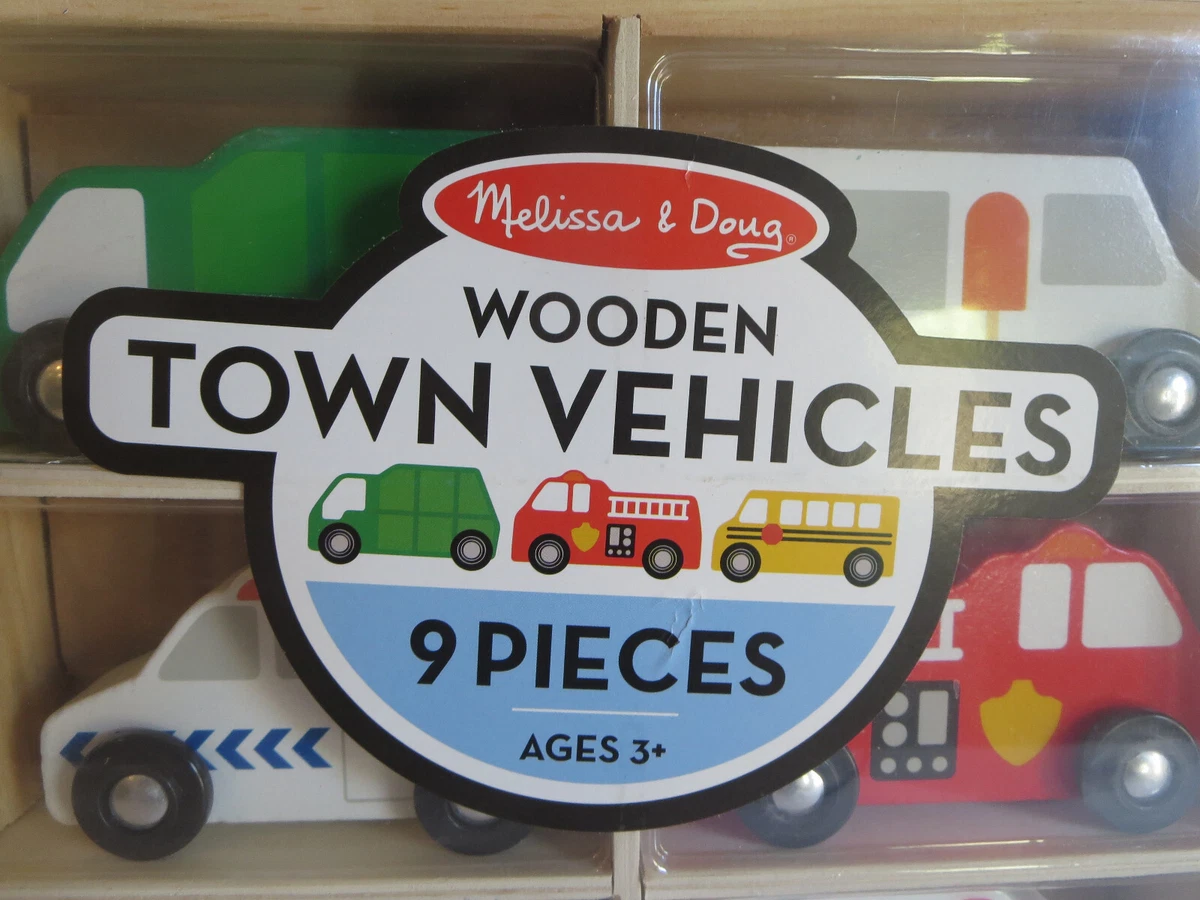 Melissa & Doug®
WOODEN
TOWN VEHICLES
9 PIECES
AGES 3+